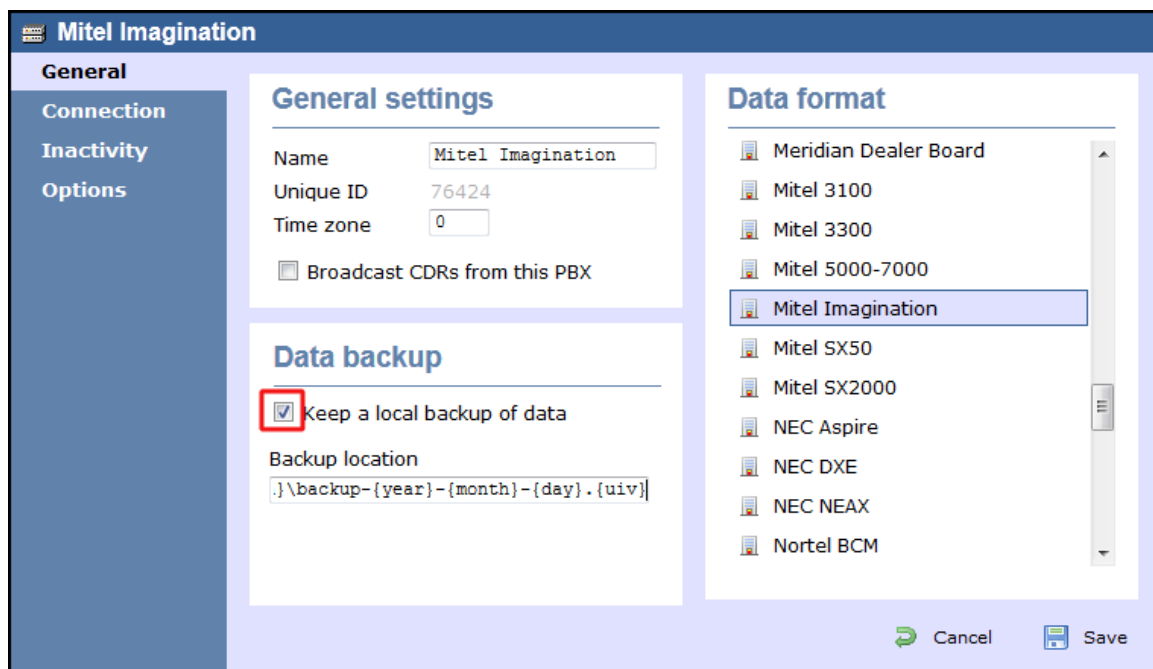 Mitel Imagination
General
Connection
Inactivity
Options
General settings
Name Mitel Imagination
Unique ID 76424
Time zone 0
Broadcast CDRs from this PBX
Data backup
Keep a local backup of data
Backup location
.}\backup-{year}-{month}-{day}.{uiv}
Data format
Meridian Dealer Board
Mitel 3100
Mitel 3300
Mitel 5000-7000
Mitel Imagination
Mitel SX50
Mitel SX2000
NEC Aspire
NEC DXE
NEC NEAX
Nortel BCM
Cancel Save